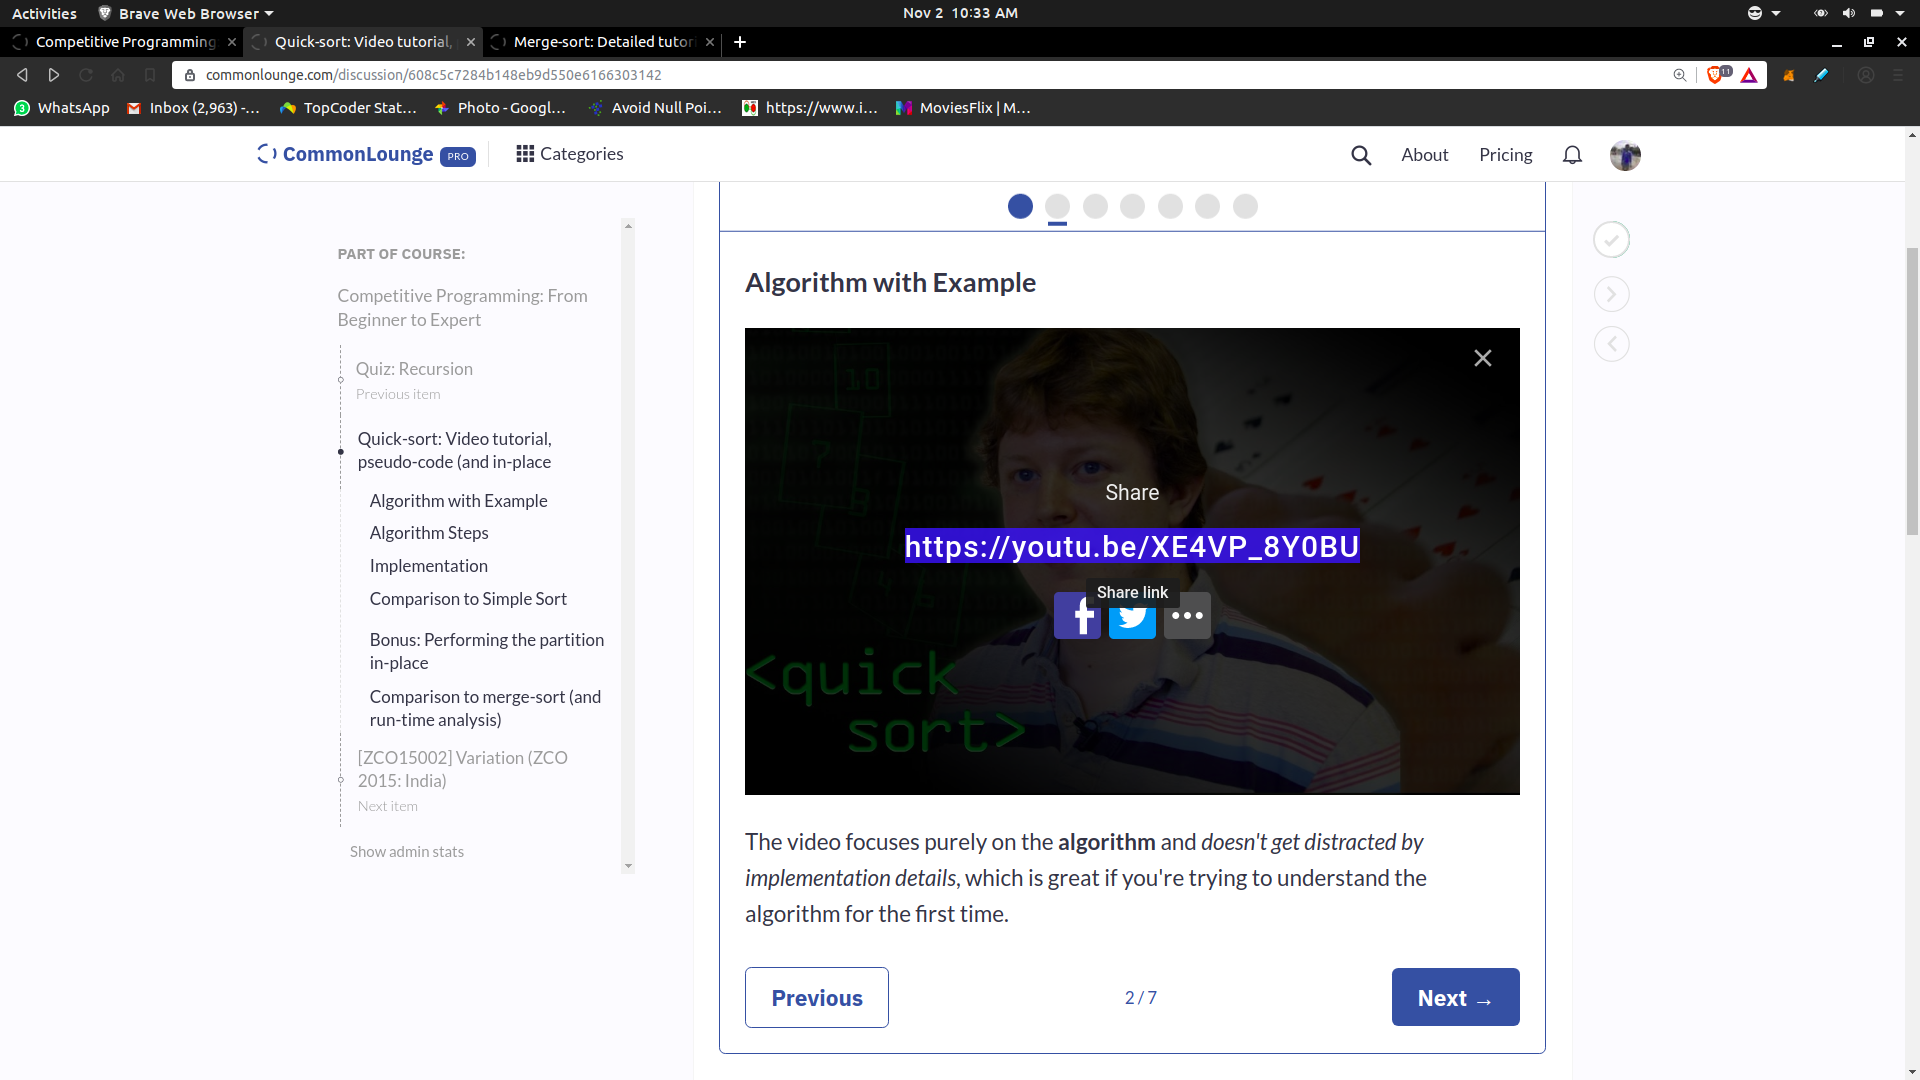 Activities
Brave Web Browser
Nov 2 10:33 AM
Competitive Programming
Quick-sort: Video tutorial,
Merge-sort: Detailed tutori
commonlounge.com/discussion/608c5c7284b148eb9d550e6166303142
11
3 WhatsApp
Inbox (2,963) -...
TopCoder Stat...
Photo - Googl...
Avoid Null Poi...
https://www.i...
MoviesFlix | M...
CommonLounge PRO
Categories
About
Pricing
PART OF COURSE:
Competitive Programming: From
Beginner to Expert
Quiz: Recursion
Previous item
Quick-sort: Video tutorial,
pseudo-code (and in-place
Algorithm with Example
Algorithm Steps
Implementation
Comparison to Simple Sort
Bonus: Performing the partition
in-place
Comparison to merge-sort (and
run-time analysis)
[ZCO15002] Variation (ZCO
2015: India)
Next item
Show admin stats
Algorithm with Example
10
?
Share
https://youtu.be/XE4VP_8Y0BU
Share link
<quick
sort>
The video focuses purely on the algorithm and doesn't get distracted by
implementation details, which is great if you're trying to understand the
algorithm for the first time.
Previous
2 / 7
Next →